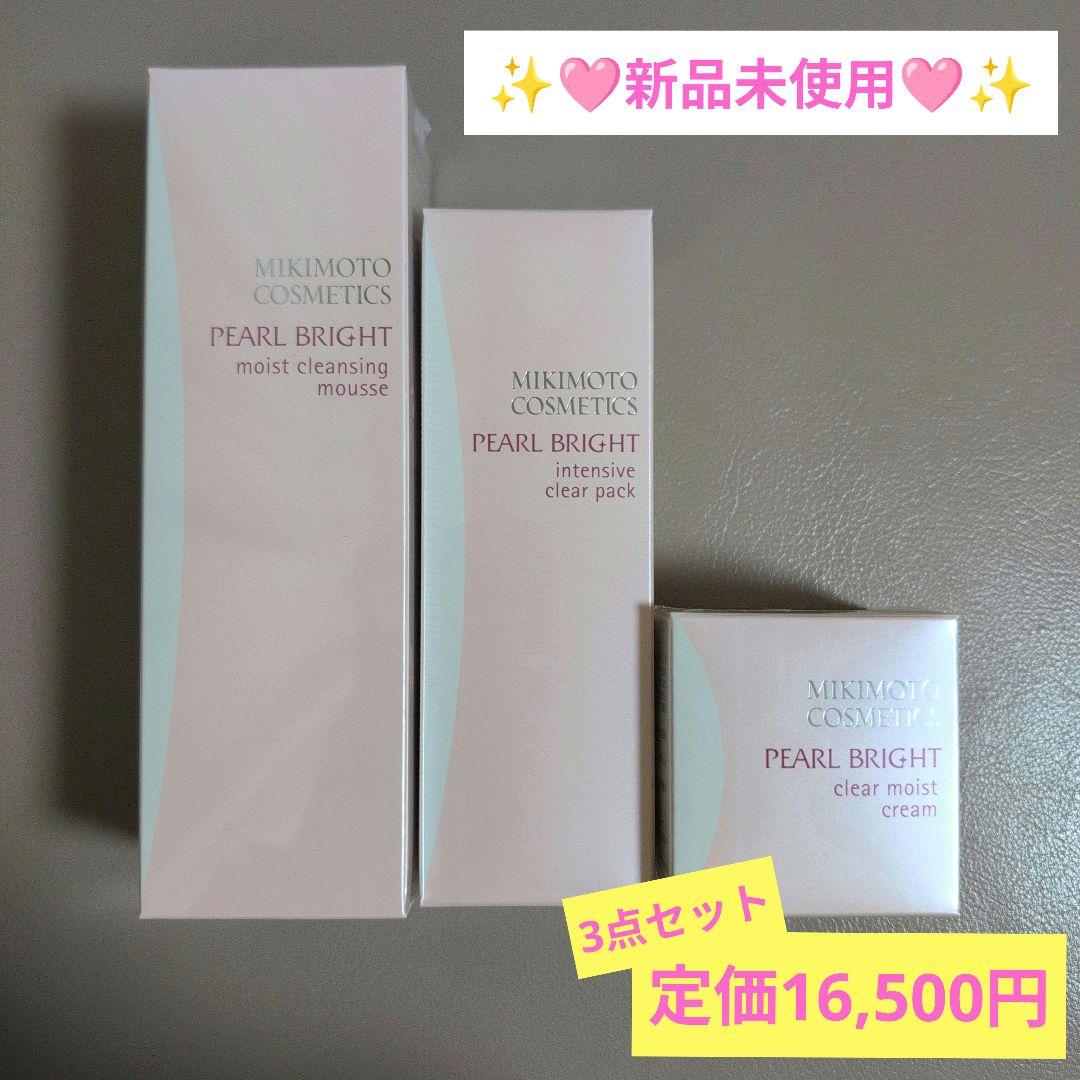 ✨🩷新品未使用🩷✨
MIKIMOTO
COSMETICS
PEARL BRIGHT
moist cleansing
mousse
MIKIMOTO
COSMETICS
PEARL BRIGHT
intensive
clear pack
MIKIMOTO
COSMETICS
PEARL BRIGHT
clear moist
cream
3点セット
定価16,500円